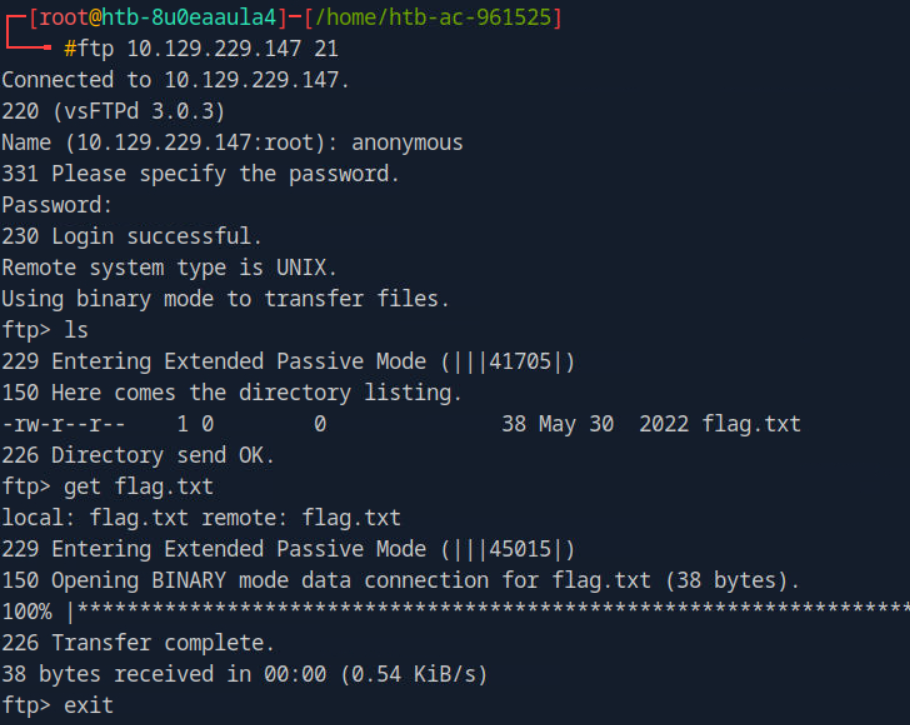 ┌─[root@htb-8u0eaaula4]─[/home/htb-ac-961525]
└──╼ #ftp 10.129.229.147 21
Connected to 10.129.229.147.
220 (vsFTPd 3.0.3)
Name (10.129.229.147:root): anonymous
331 Please specify the password.
Password:
230 Login successful.
Remote system type is UNIX.
Using binary mode to transfer files.
ftp> ls
229 Entering Extended Passive Mode (|||41705|)
150 Here comes the directory listing.
-rw-r--r--    1 0        0              38 May 30  2022 flag.txt
226 Directory send OK.
ftp> get flag.txt
local: flag.txt remote: flag.txt
229 Entering Extended Passive Mode (|||45015|)
150 Opening BINARY mode data connection for flag.txt (38 bytes).
100% |*******************************************************************
226 Transfer complete.
38 bytes received in 00:00 (0.54 KiB/s)
ftp> exit